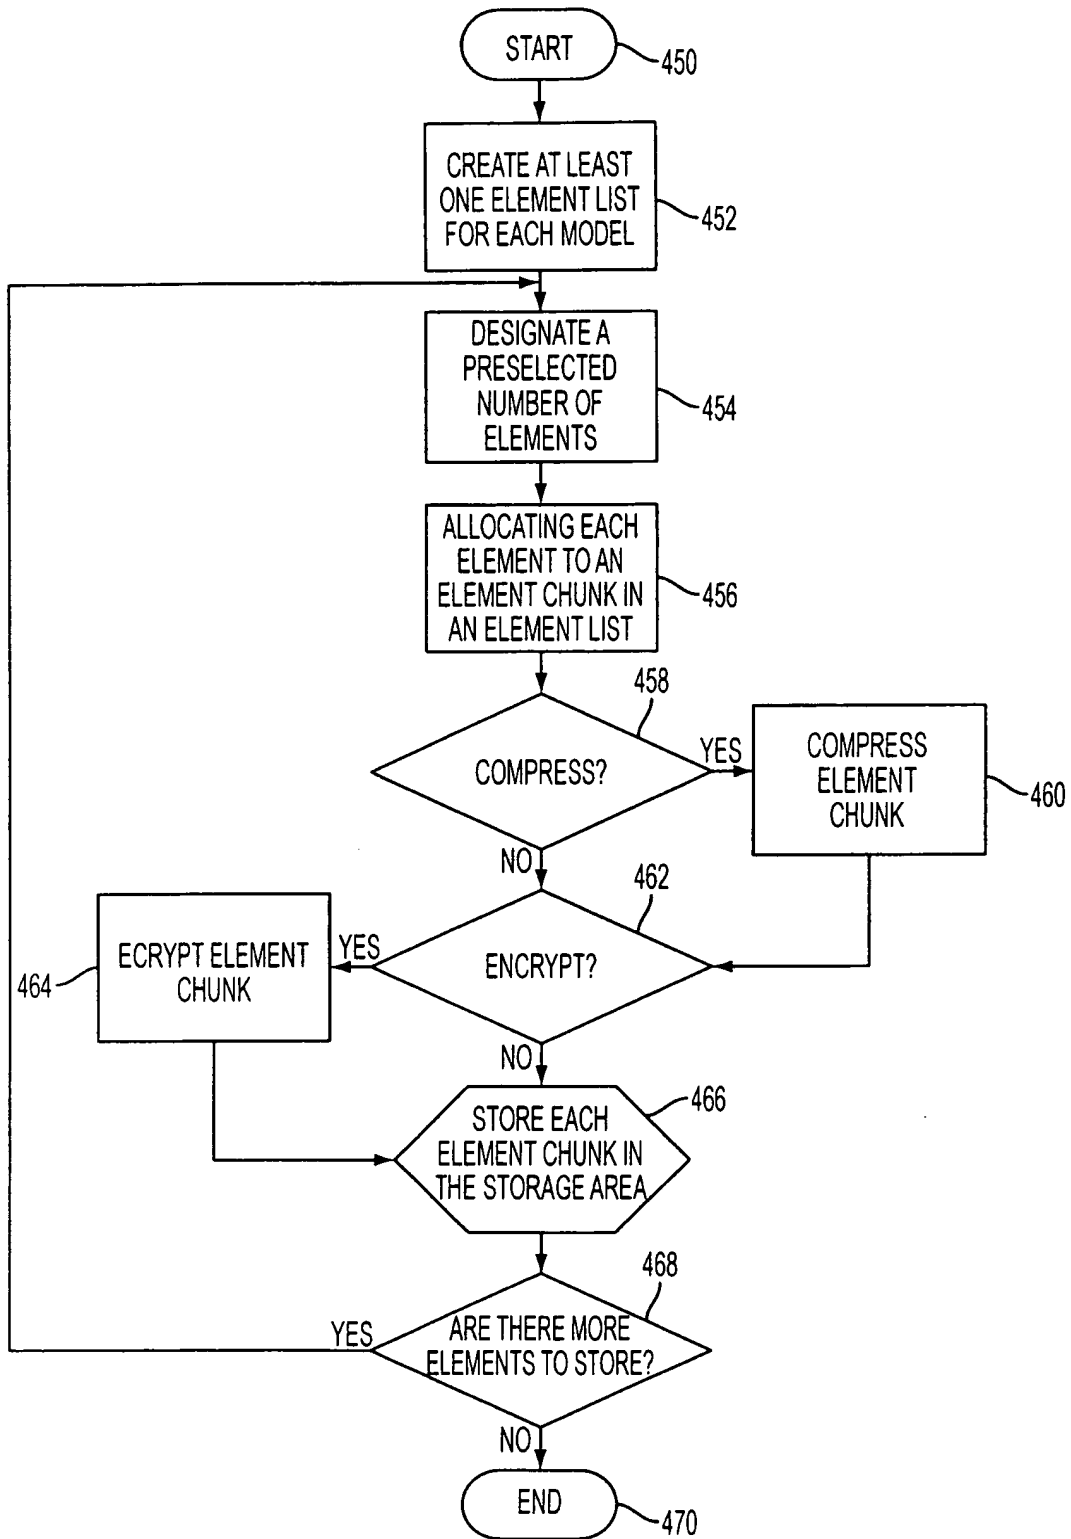 START
450
CREATE AT LEAST
ONE ELEMENT LIST
FOR EACH MODEL
452
DESIGNATE A
PRESELECTED
NUMBER OF
ELEMENTS
454
ALLOCATING EACH
ELEMENT TO AN
ELEMENT CHUNK IN
AN ELEMENT LIST
456
458
COMPRESS?
YES
COMPRESS
ELEMENT
CHUNK
460
NO
462
ENCRYPT?
YES
ECRYPT ELEMENT
CHUNK
464
NO
466
STORE EACH
ELEMENT CHUNK IN
THE STORAGE AREA
468
ARE THERE MORE
ELEMENTS TO STORE?
YES
NO
END
470